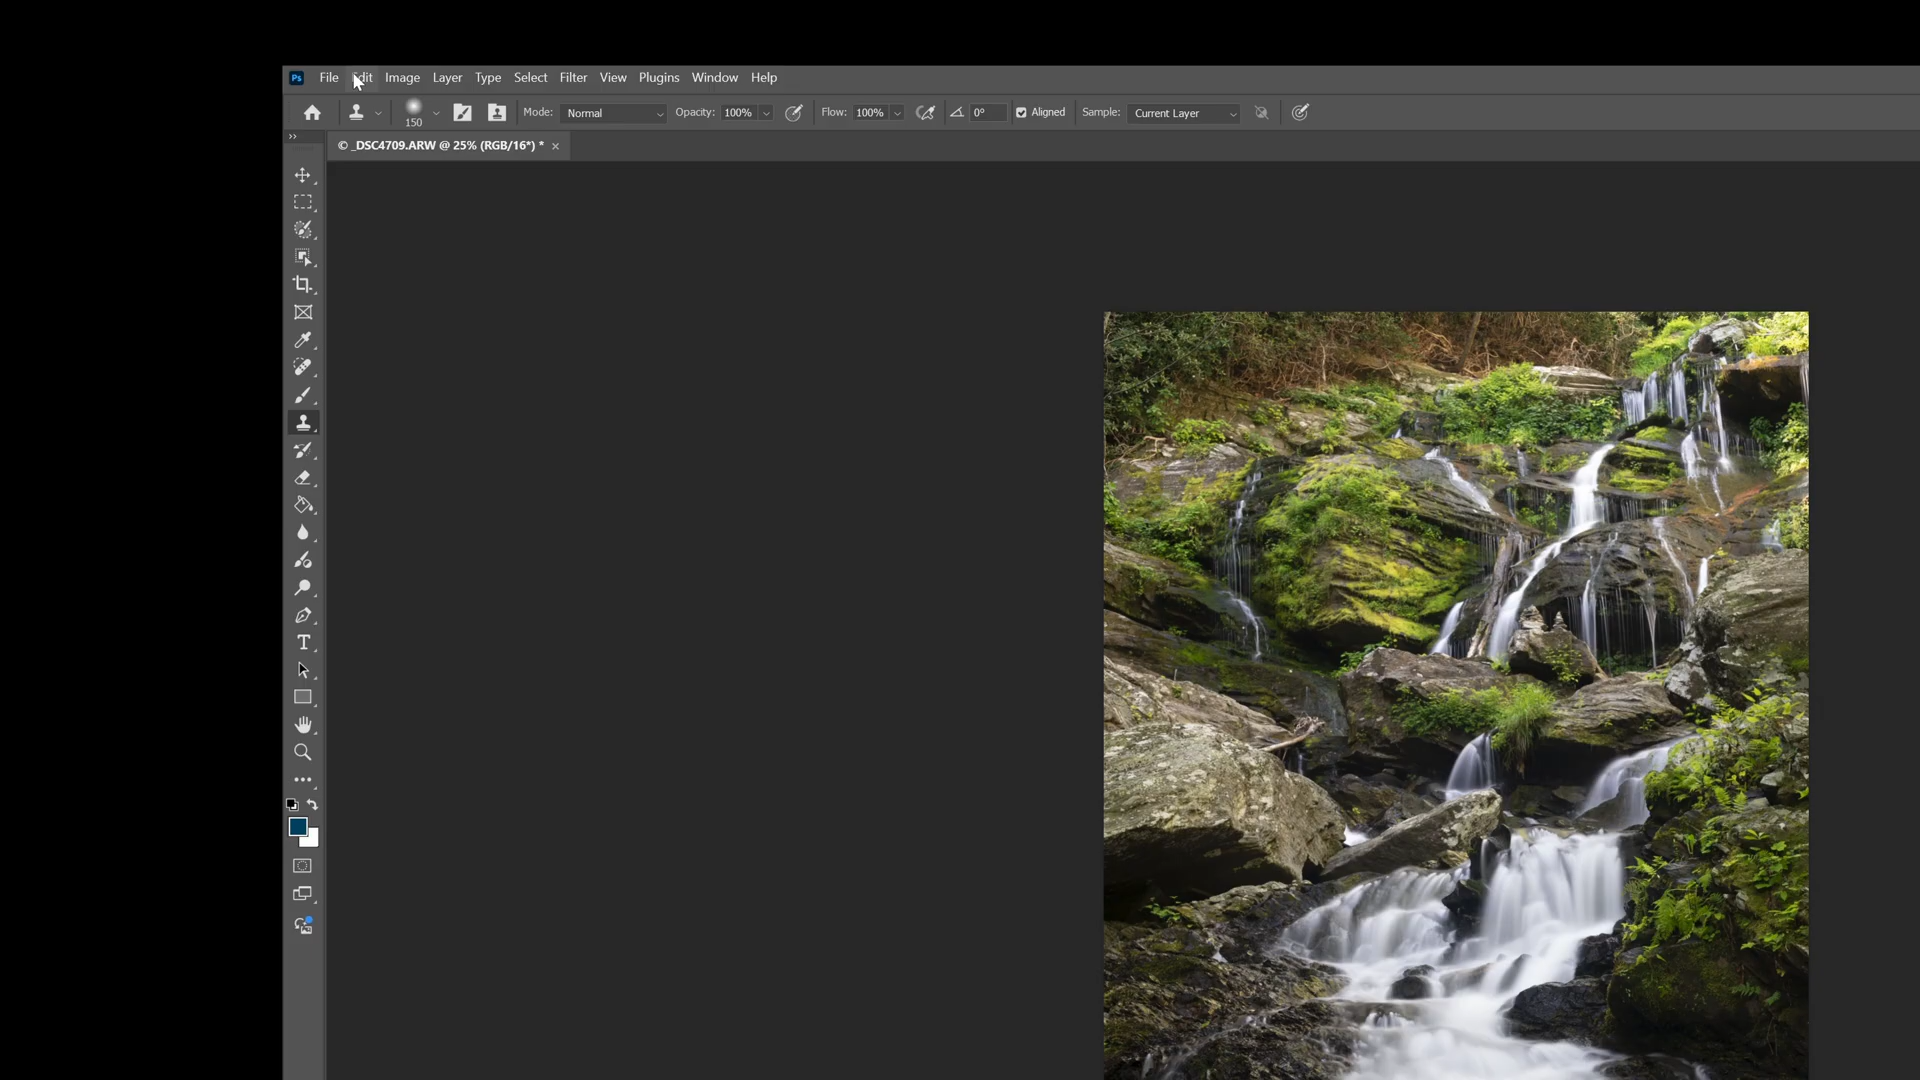 Ps File Edit Image Layer Type Select Filter View Plugins Window Help
150 Mode: Normal Opacity: 100% Flow: 100% 0° Aligned Sample: Current Layer
© _DSC4709.ARW @ 25% (RGB/16*) * ×
T